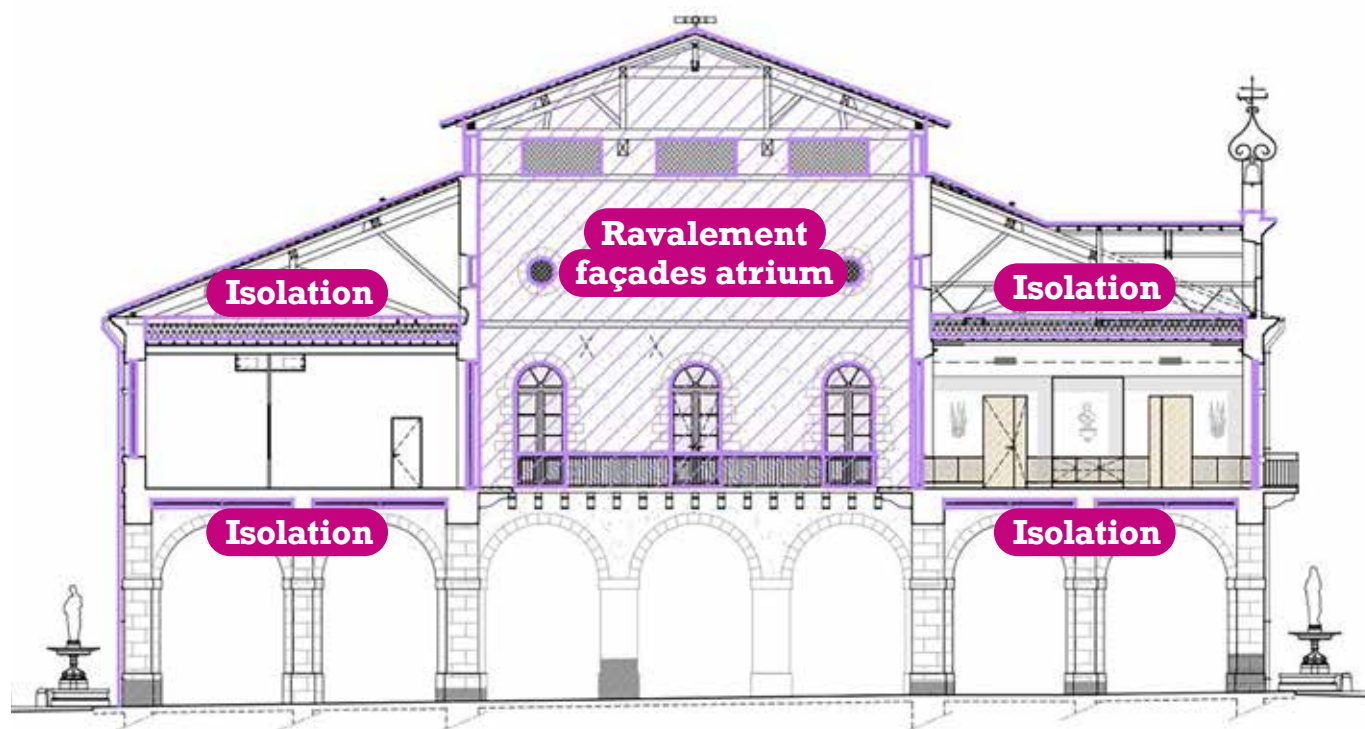 Ravalement
façades atrium
Isolation
Isolation
Isolation
Isolation